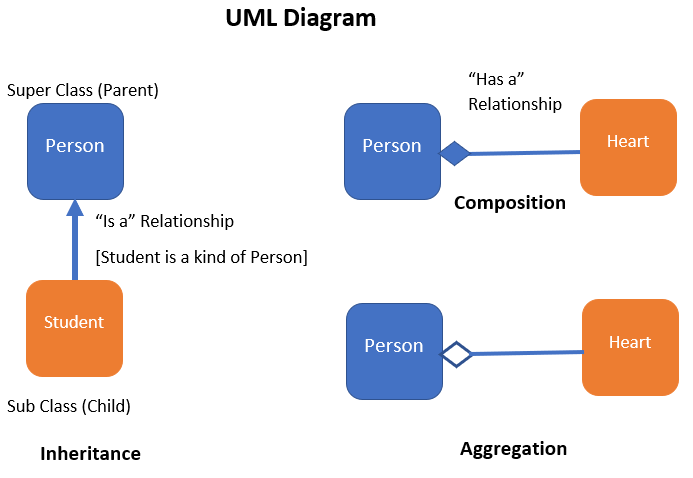 UML Diagram
Super Class (Parent)
Person
“Is a” Relationship
[Student is a kind of Person]
Student
Sub Class (Child)
Inheritance
“Has a”
Relationship
Person
Heart
Composition
Person
Heart
Aggregation